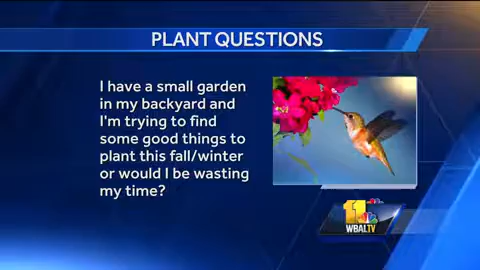 PLANT QUESTIONS
I have a small garden
in my backyard and
I'm trying to find
some good things to
plant this fall/winter
or would I be wasting
my time?
11
WBALTV